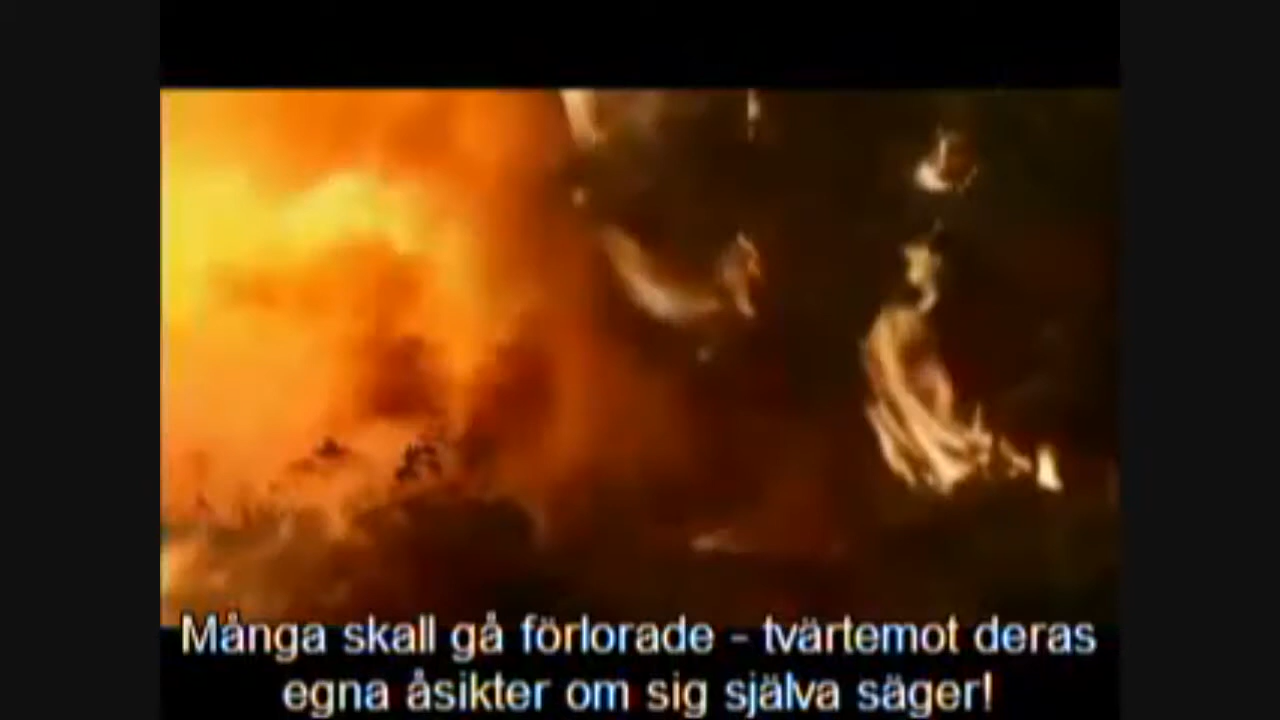 Många skall gå förlorade - tvärtemot deras
egna åsikter om sig själva säger!